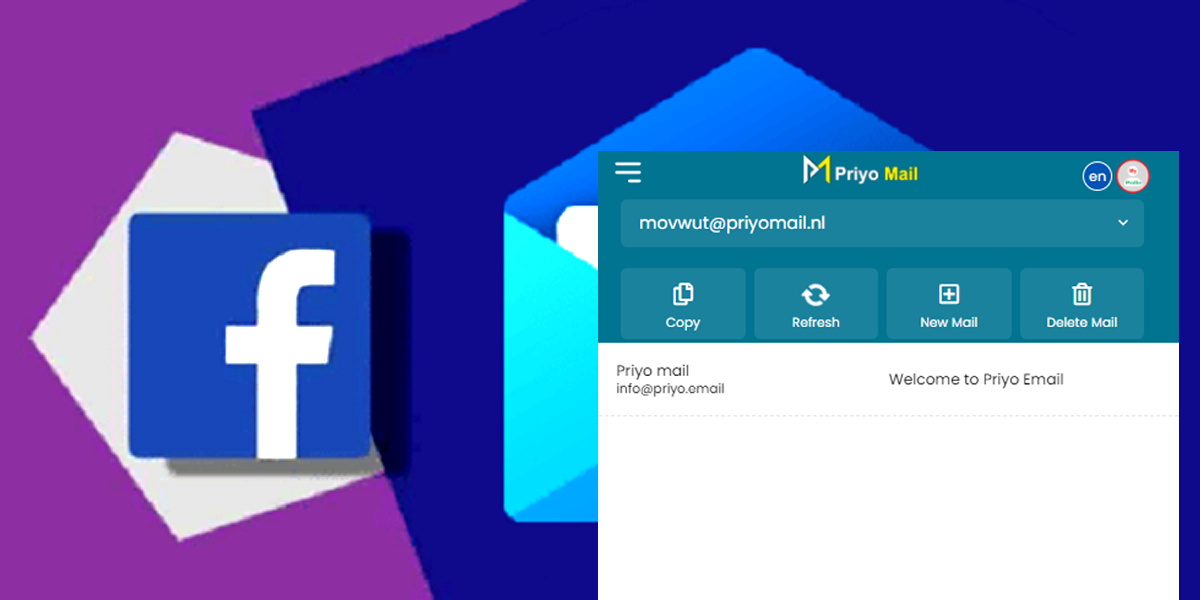 f
Priyo Mail
en
movwut@priyomail.nl
Copy
Refresh
New Mail
Delete Mail
Priyo mail
info@priyo.email
Welcome to Priyo Email